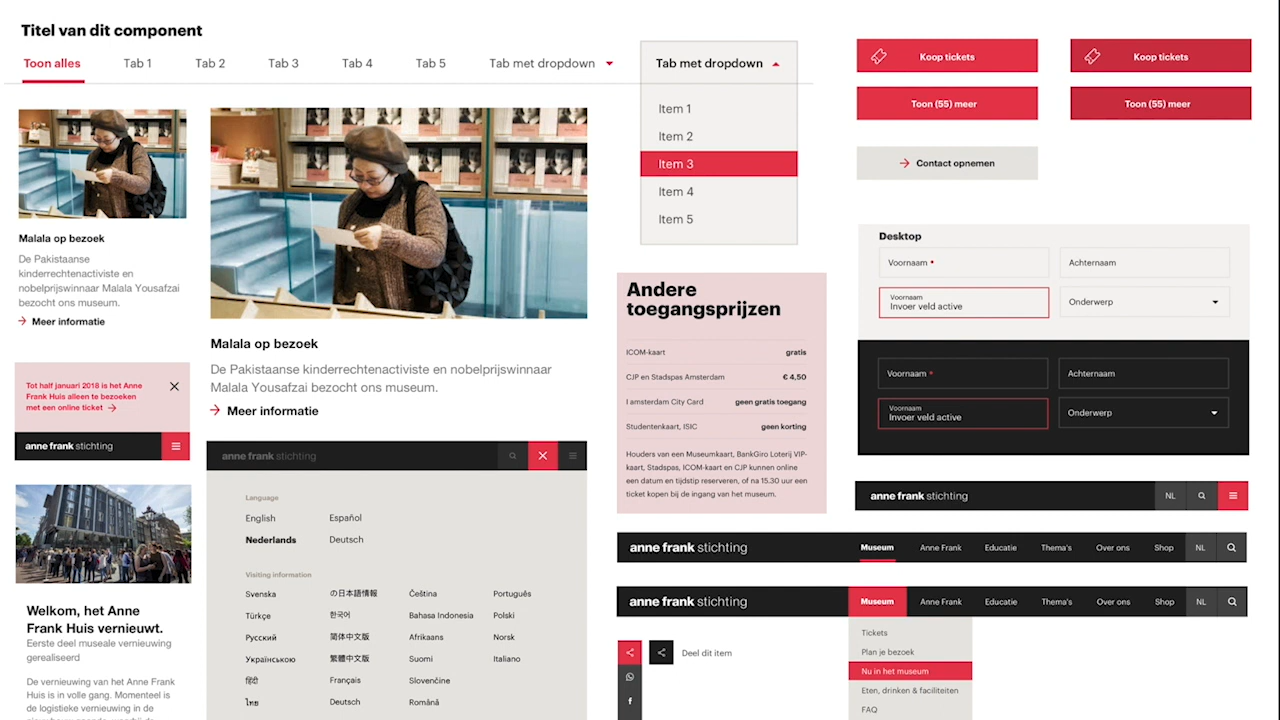 Titel van dit component
Toon alles
Tab 1
Tab 2
Tab 3
Tab 4
Tab 5
Tab met dropdown
Tab met dropdown
Item 1
Item 2
Item 3
Item 4
Item 5
Koop tickets
Koop tickets
Toon (55) meer
Toon (55) meer
Contact opnemen
Malala op bezoek
De Pakistaanse
kinderrechtenactiviste en
nobelprijswinnaar
Malala Yousafzai
bezocht ons museum.
Meer informatie
Malala op bezoek
De Pakistaanse kinderrechtenactiviste en nobelprijswinnaar
Malala Yousafzai bezocht ons museum.
Meer informatie
Andere
toegangsprijzen
ICOM-kaart gratis
CJP en Stadspas Amsterdam € 4,50
I amsterdam City Card geen gratis toegang
Studentenkaart, ISIC geen korting
Houders van een Museumkaart, BankGiro Loterij VIP-
kaart, Stadspas, ICOM-kaart en CJP kunnen online
een datum en tijdstip reserveren, of na 15.30 uur een
ticket kopen bij de ingang van het museum.
Desktop
Voornaam *
Achternaam
Voornaam
Invoer veld active
Onderwerp
Voornaam *
Achternaam
Voornaam
Invoer veld active
Onderwerp
Tot half januari 2018 is het Anne
Frank Huis alleen te bezoeken
met een online ticket
anne frank stichting
Welkom, het Anne
Frank Huis vernieuwt.
Eerste deel museale vernieuwing
gerealiseerd
De vernieuwing van het Anne Frank
Huis is in volle gang. Momenteel is
de logistieke vernieuwing in de
anne frank stichting
Language
English Español
Nederlands Deutsch
Visiting information
Svenska の日本語情報 Čeština Português
Türkçe 한국어 Bahasa Indonesia Polski
Русский 简体中文版 Afrikaans Norsk
Українською 繁體中文版 Suomi Italiano
हिंदी Français Slovenčine
ไทย Deutsch Română
anne frank stichting NL
anne frank stichting Museum Anne Frank Educatie Thema's Over ons Shop NL
anne frank stichting Museum Anne Frank Educatie Thema's Over ons Shop NL
Tickets
Plan je bezoek
Nu in het museum
Eten, drinken & faciliteiten
FAQ
Deel dit item